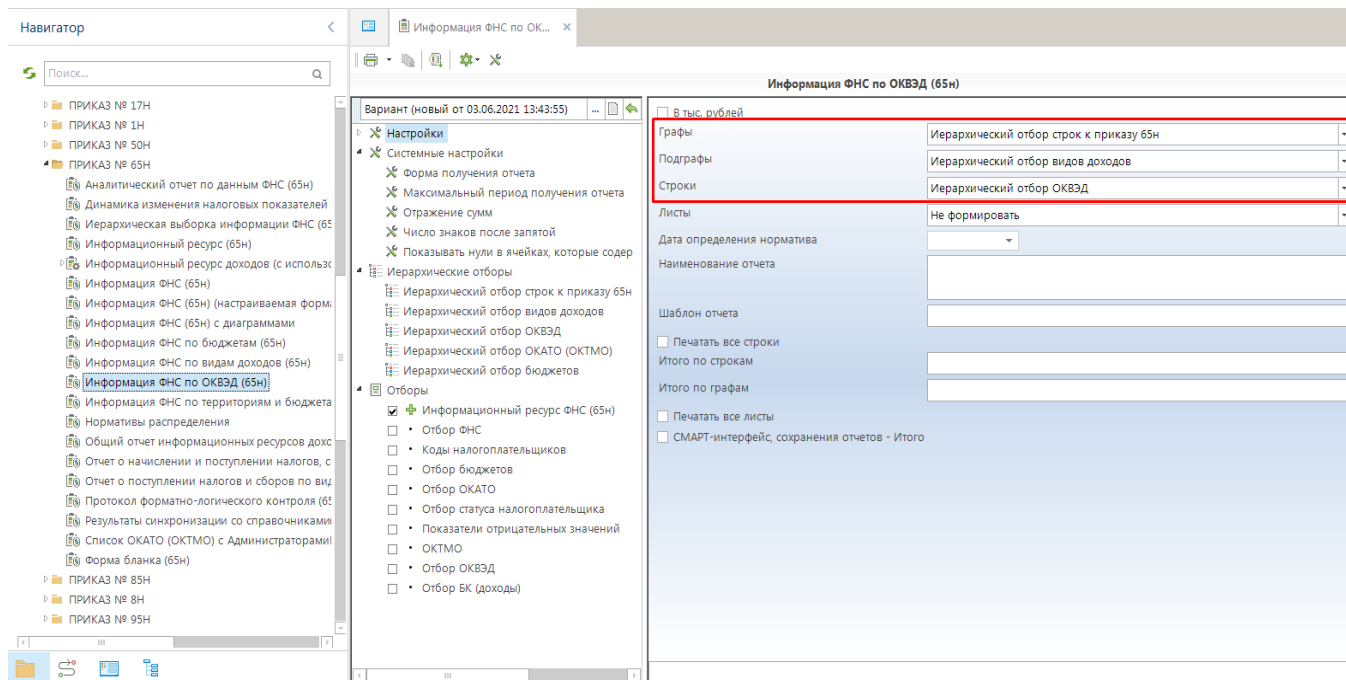 Навигатор
Поиск...
ПРИКАЗ № 17Н
ПРИКАЗ № 1Н
ПРИКАЗ № 50Н
ПРИКАЗ № 65Н
Аналитический отчет по данным ФНС (65н)
Динамика изменения налоговых показателей
Иерархическая выборка информации ФНС (65
Информационный ресурс (65н)
Информационный ресурс доходов (с использо
Информация ФНС (65н)
Информация ФНС (65н) (настраиваемая форма
Информация ФНС (65н) с диаграммами
Информация ФНС по бюджетам (65н)
Информация ФНС по видам доходов (65н)
Информация ФНС по ОКВЭД (65н)
Информация ФНС по территориям и бюджета
Нормативы распределения
Общий отчет информационных ресурсов дохо
Отчет о начислении и поступлении налогов, с
Отчет о поступлении налогов и сборов по вид
Протокол форматно-логического контроля (65
Результаты синхронизации со справочниками
Список ОКАТО (ОКТМО) с Администраторами
Форма бланка (65н)
ПРИКАЗ № 85Н
ПРИКАЗ № 8Н
ПРИКАЗ № 95Н
Информация ФНС по ОК...
Информация ФНС по ОКВЭД (65н)
Вариант (новый от 03.06.2021 13:43:55) ...
Настройки
Системные настройки
Форма получения отчета
Максимальный период получения отчета
Отражение сумм
Число знаков после запятой
Показывать нули в ячейках, которые содер
Иерархические отборы
Иерархический отбор строк к приказу 65н
Иерархический отбор видов доходов
Иерархический отбор ОКВЭД
Иерархический отбор ОКАТО (ОКТМО)
Иерархический отбор бюджетов
Отборы
Информационный ресурс ФНС (65н)
Отбор ФНС
Коды налогоплательщиков
Отбор бюджетов
Отбор ОКАТО
Отбор статуса налогоплательщика
Показатели отрицательных значений
ОКТМО
Отбор ОКВЭД
Отбор БК (доходы)
В тыс. рублей
Графы Иерархический отбор строк к приказу 65н
Подграфы Иерархический отбор видов доходов
Строки Иерархический отбор ОКВЭД
Листы Не формировать
Дата определения норматива
Наименование отчета
Шаблон отчета
Печатать все строки
Итого по строкам
Итого по графам
Печатать все листы
СМАРТ-интерфейс, сохранения отчетов - Итого